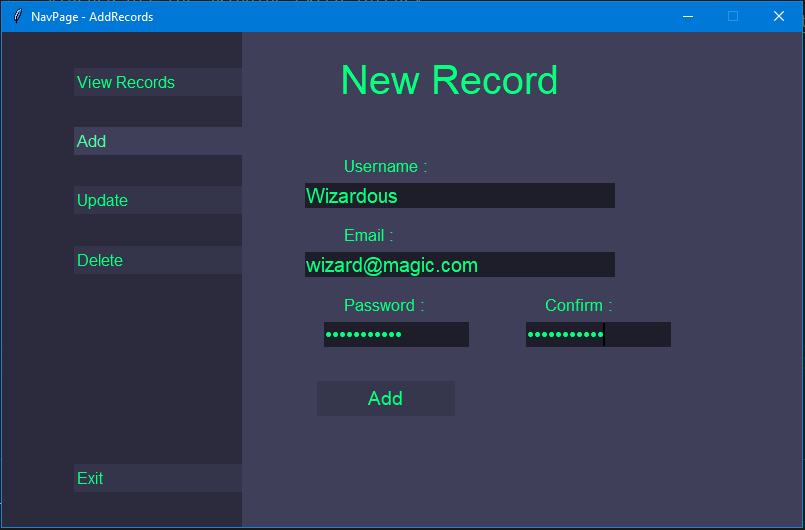 NavPage - AddRecords
View Records
Add
Update
Delete
Exit
New Record
Username :
Wizardous
Email :
wizard@magic.com
Password : Confirm :
••••••••••• •••••••••••
Add